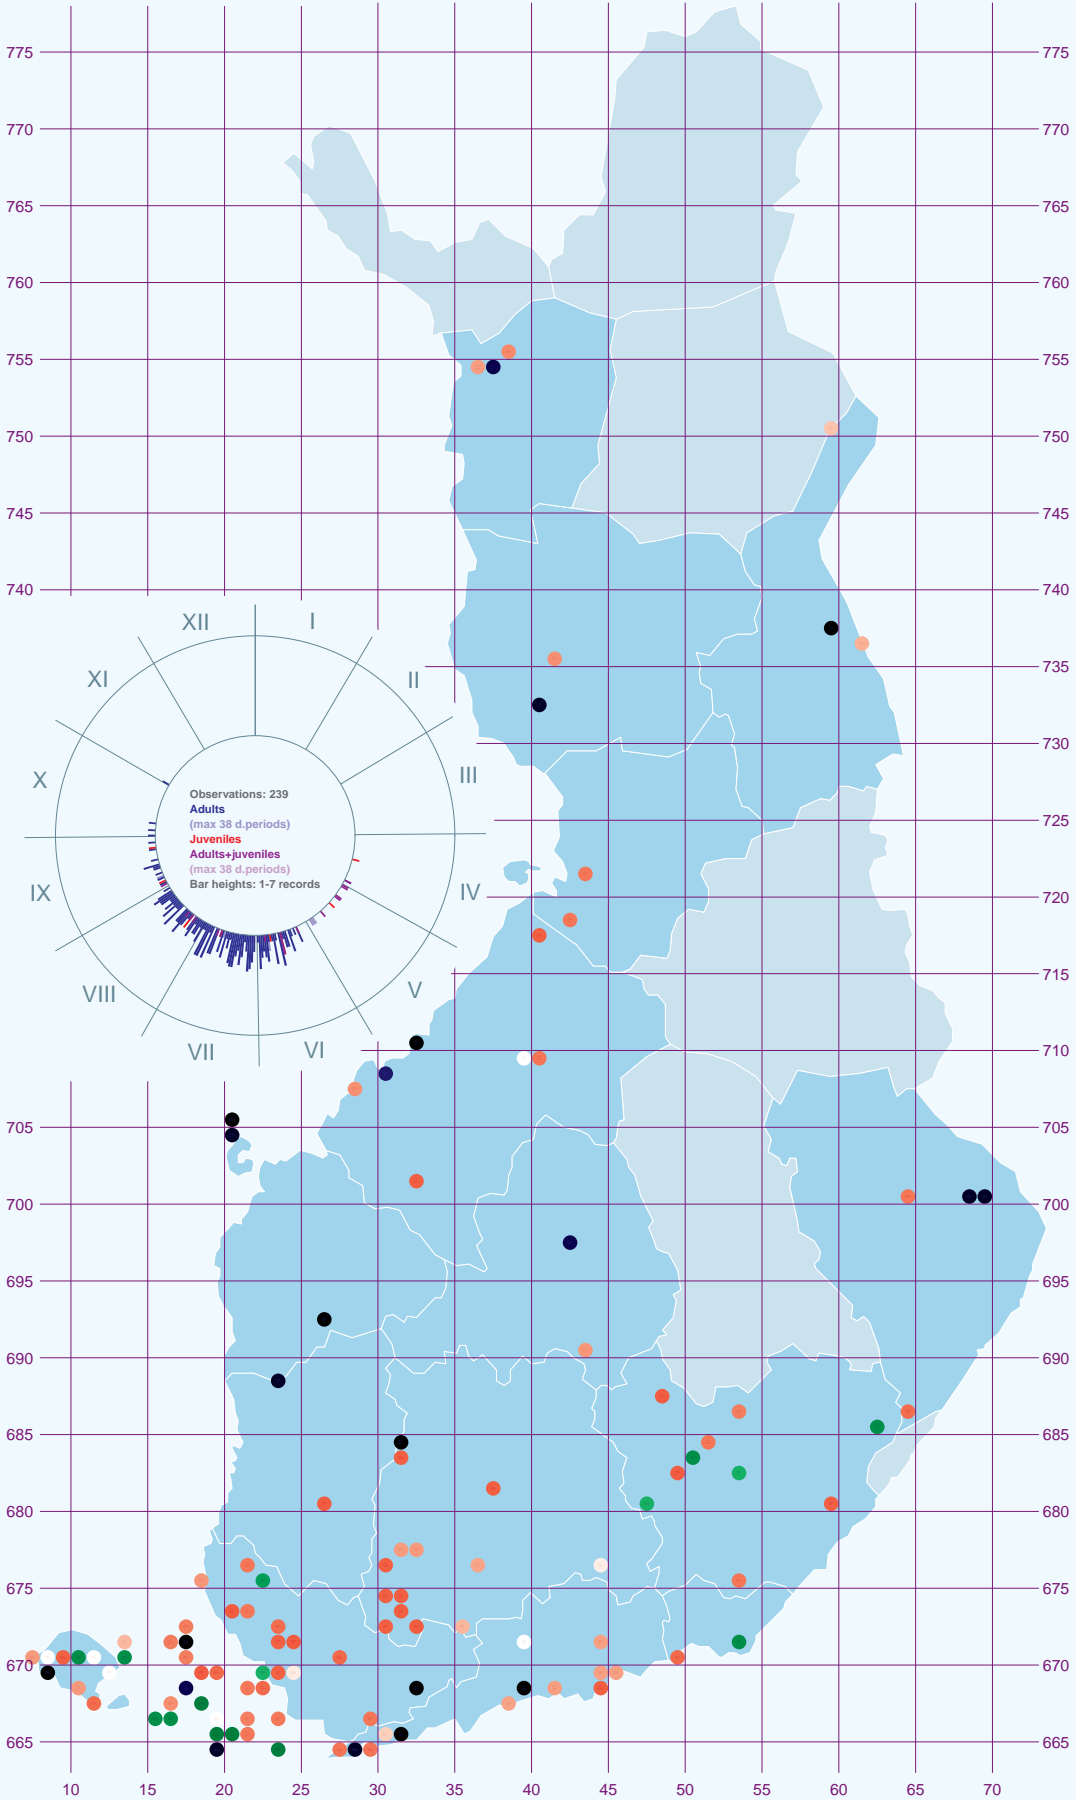 775 775
770 770
765 765
760 760
755 755
750 750
745 745
740 740
XII I
735
XI II
730
X III
Observations: 239
Adults
(max 38 d.periods)
Juveniles
Adults+juveniles
(max 38 d.periods)
Bar heights: 1-7 records
725
IX IV
720
VIII V
715
VII VI
710
705 705
700 700
695 695
690 690
685 685
680 680
675 675
670 670
665 665
10 15 20 25 30 35 40 45 50 55 60 65 70